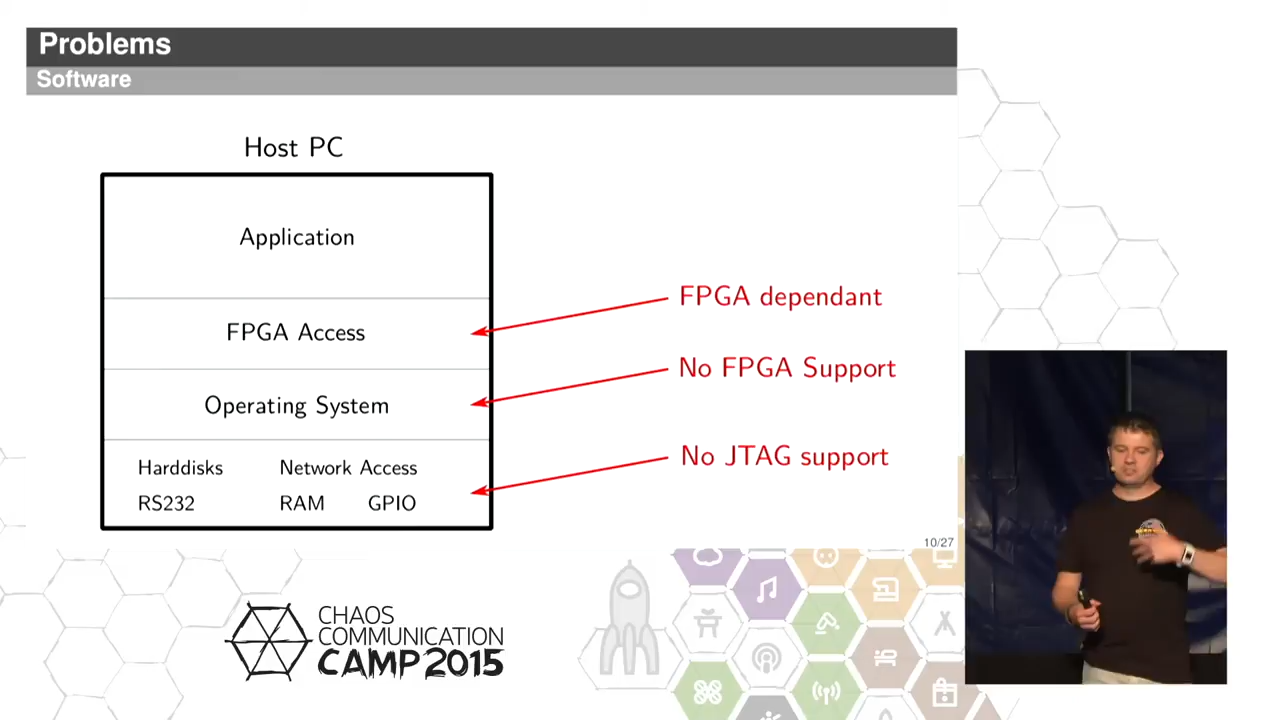 Problems
Software
Host PC
Application
FPGA Access
Operating System
Harddisks Network Access
RS232 RAM GPIO
FPGA dependant
No FPGA Support
No JTAG support
10/27
CHAOS
COMMUNICATION
CAMP 2015